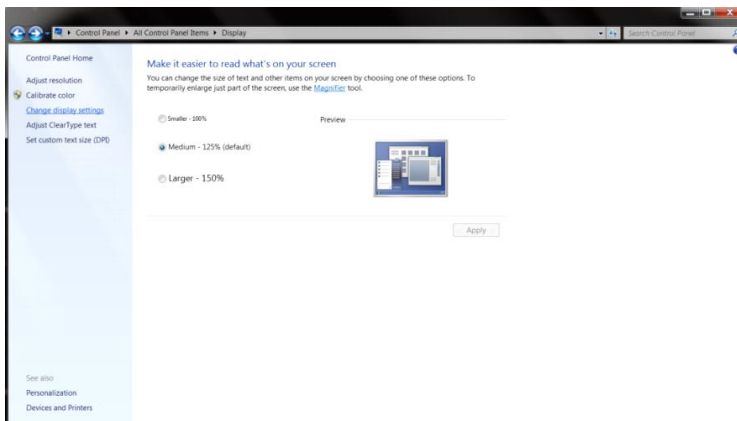 Control Panel ▸ All Control Panel Items ▸ Display
Search Control Panel
Control Panel Home
Adjust resolution
Calibrate color
Change display settings
Adjust ClearType text
Set custom text size (DPI)
See also
Personalization
Devices and Printers
Make it easier to read what's on your screen
You can change the size of text and other items on your screen by choosing one of these options. To
temporarily enlarge just part of the screen, use the Magnifier tool.
Smaller - 100%
Preview
Medium - 125% (default)
Larger - 150%
Apply